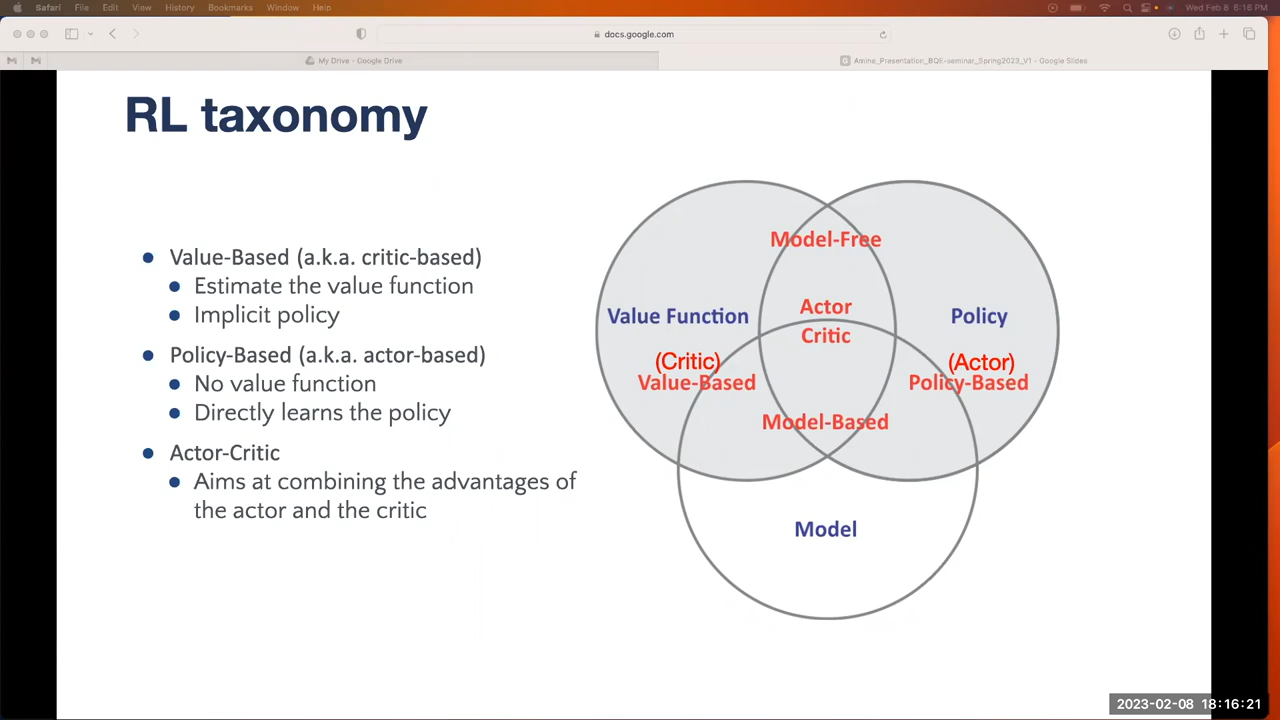 Safari File Edit View History Bookmarks Window Help
Wed Feb 8 6:16 PM
docs.google.com
My Drive - Google Drive
Amine_Presentation_BQE-seminar_Spring2023_V1 - Google Slides
RL taxonomy
Value-Based (a.k.a. critic-based)
Estimate the value function
Implicit policy
Policy-Based (a.k.a. actor-based)
No value function
Directly learns the policy
Actor-Critic
Aims at combining the advantages of
the actor and the critic
Model-Free
Actor
Critic
Value Function
(Critic)
Value-Based
Policy
(Actor)
Policy-Based
Model-Based
Model
2023-02-08 18:16:21